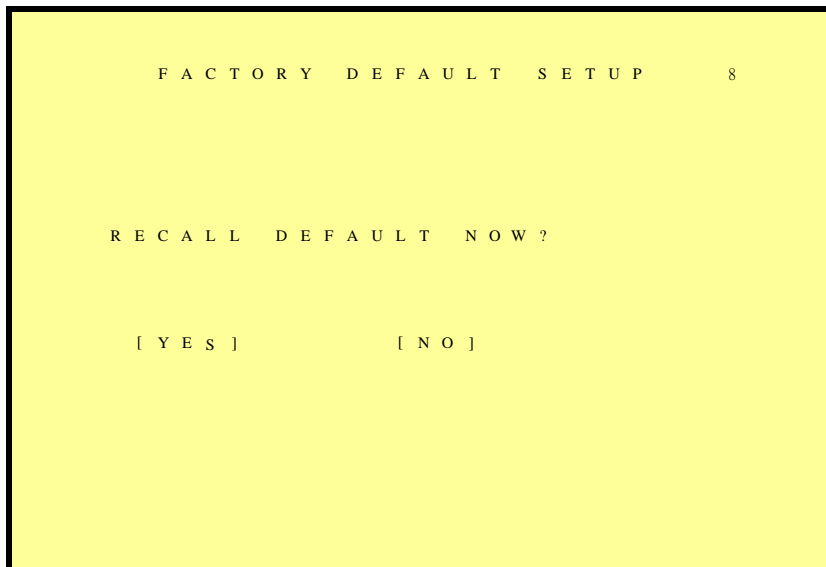 FACTORY DEFAULT SETUP 8
RECALL DEFAULT NOW?
[YES] [NO]